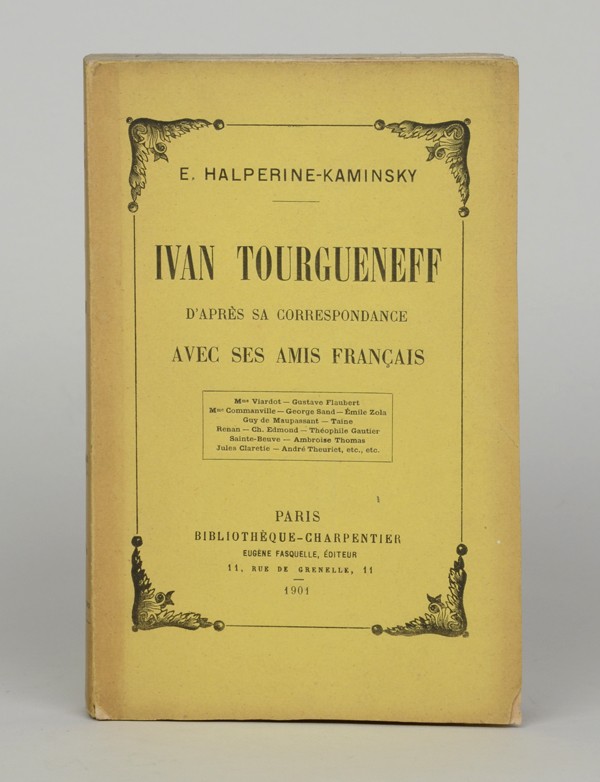 E. HALPERINE-KAMINSKY
IVAN TOURGUENEFF
D'APRÈS SA CORRESPONDANCE
AVEC SES AMIS FRANÇAIS
Mme Viardot — Gustave Flaubert
Mme Commanville — George Sand — Émile Zola
Guy de Maupassant — Taine
Renan — Ch. Edmond — Théophile Gautier
Sainte-Beuve — Ambroise Thomas
Jules Claretie — André Theuriet, etc., etc.
PARIS
BIBLIOTHÈQUE-CHARPENTIER
EUGÈNE FASQUELLE, ÉDITEUR
11, RUE DE GRENELLE, 11
1901